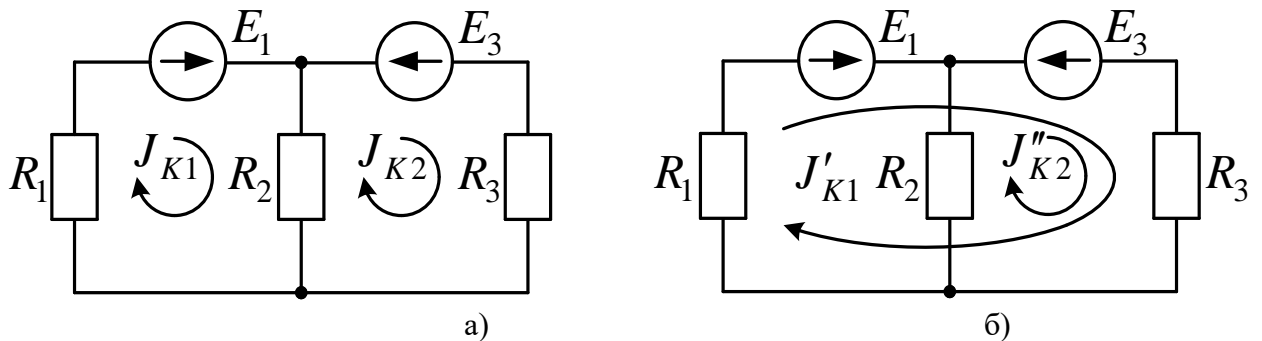 E1 E3 E1 E3
R1 JK1 R2 JK2 R3 R1 J′K1 R2 J″K2 R3
а) б)